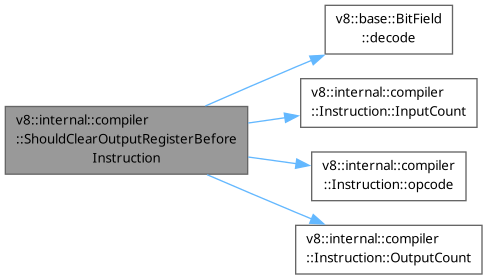 v8::internal::compiler
::ShouldClearOutputRegisterBefore
Instruction
v8::base::BitField
::decode
v8::internal::compiler
::Instruction::InputCount
v8::internal::compiler
::Instruction::opcode
v8::internal::compiler
::Instruction::OutputCount